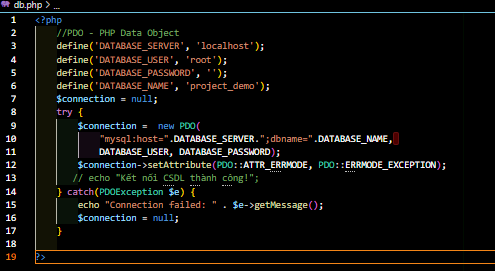 db.php > ...
1 <?php
2 //PDO - PHP Data Object
3 define('DATABASE_SERVER', 'localhost');
4 define('DATABASE_USER', 'root');
5 define('DATABASE_PASSWORD', '');
6 define('DATABASE_NAME', 'project_demo');
7 $connection = null;
8 try {
9 $connection = new PDO(
10 "mysql:host=".DATABASE_SERVER.";dbname=".DATABASE_NAME,
11 DATABASE_USER, DATABASE_PASSWORD);
12 $connection->setAttribute(PDO::ATTR_ERRMODE, PDO::ERRMODE_EXCEPTION);
13 // echo "Kết nối CSDL thành công!";
14 } catch(PDOException $e) {
15 echo "Connection failed: " . $e->getMessage();
16 $connection = null;
17 }
18
19 ?>